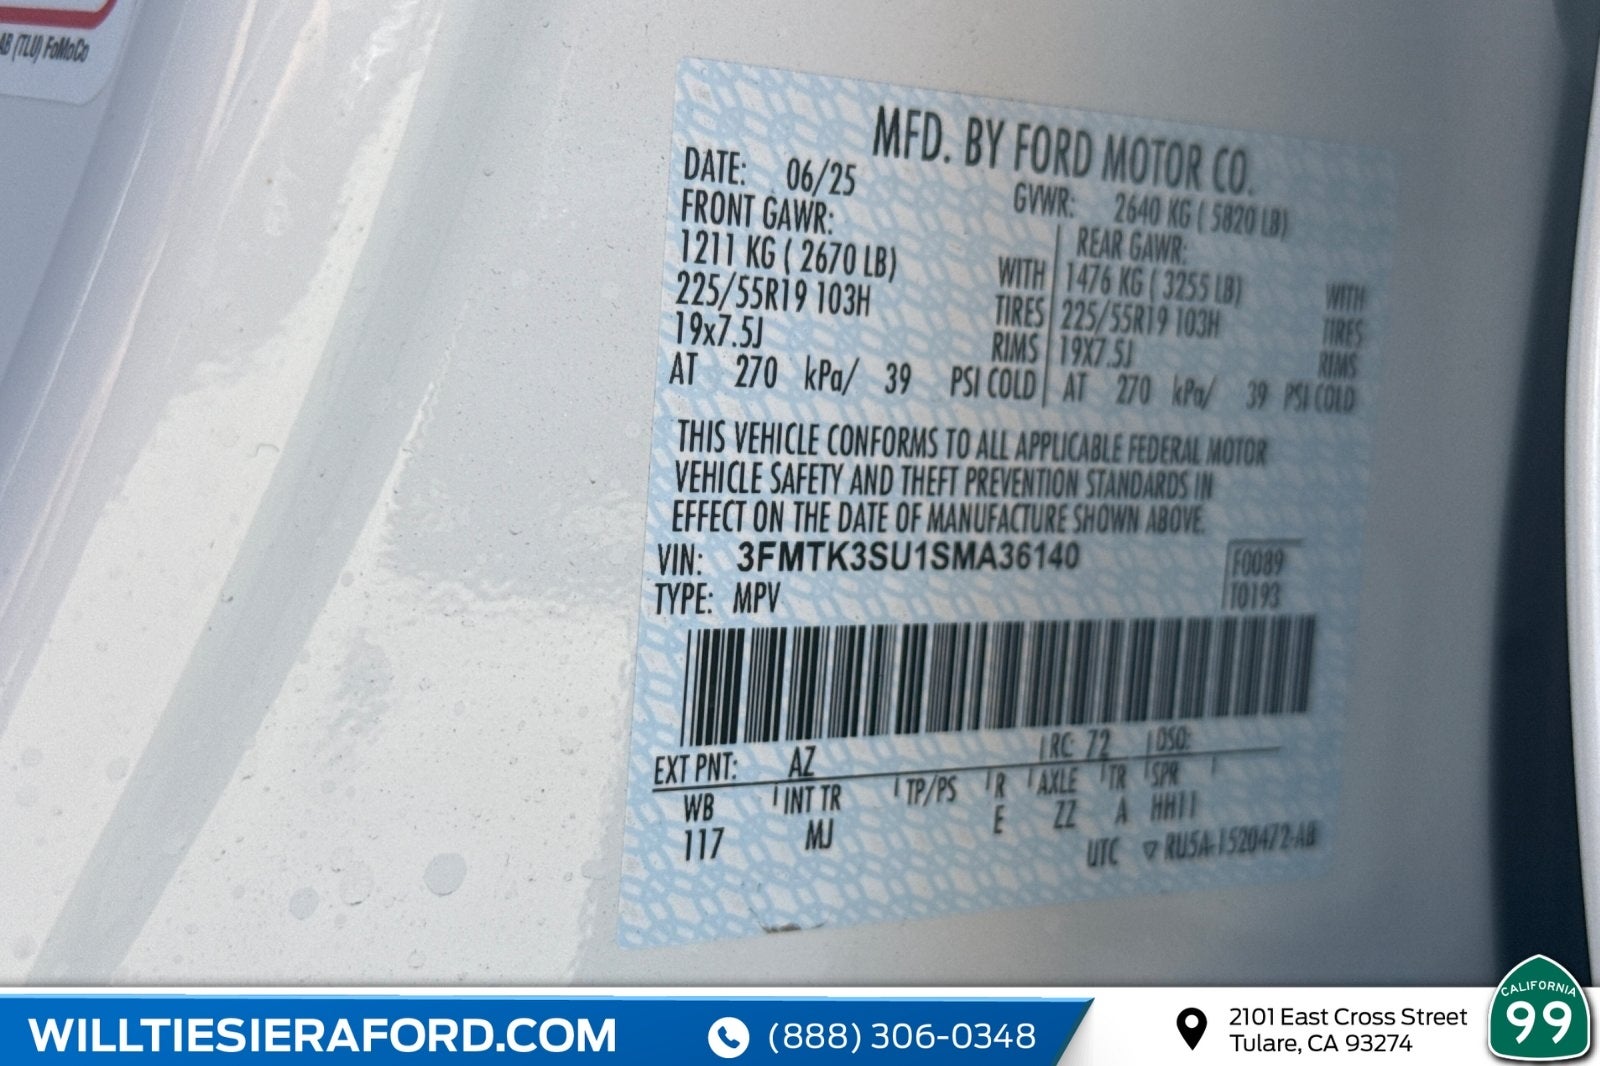 AB (TLU) FoMoCo
MFD. BY FORD MOTOR CO.
DATE: 06/25 GVWR: 2640 KG ( 5820 LB)
FRONT GAWR: REAR GAWR:
1211 KG ( 2670 LB) WITH 1476 KG ( 3255 LB) WITH
225/55R19 103H TIRES 225/55R19 103H TIRES
19x7.5J RIMS 19X7.5J RIMS
AT 270 kPa/ 39 PSI COLD AT 270 kPa/ 39 PSI COLD
THIS VEHICLE CONFORMS TO ALL APPLICABLE FEDERAL MOTOR
VEHICLE SAFETY AND THEFT PREVENTION STANDARDS IN
EFFECT ON THE DATE OF MANUFACTURE SHOWN ABOVE.
VIN: 3FMTK3SU1SMA36140 F0089
TYPE: MPV T0193
EXT PNT: AZ RC: 72 DSO:
WB INT TR TP/PS R AXLE TR SPR
117 MJ E ZZ A HH11
UTC ▽ RU5A-1520472-AB
WILLTIESIERAFORD.COM
(888) 306-0348
2101 East Cross Street
Tulare, CA 93274
CALIFORNIA
99